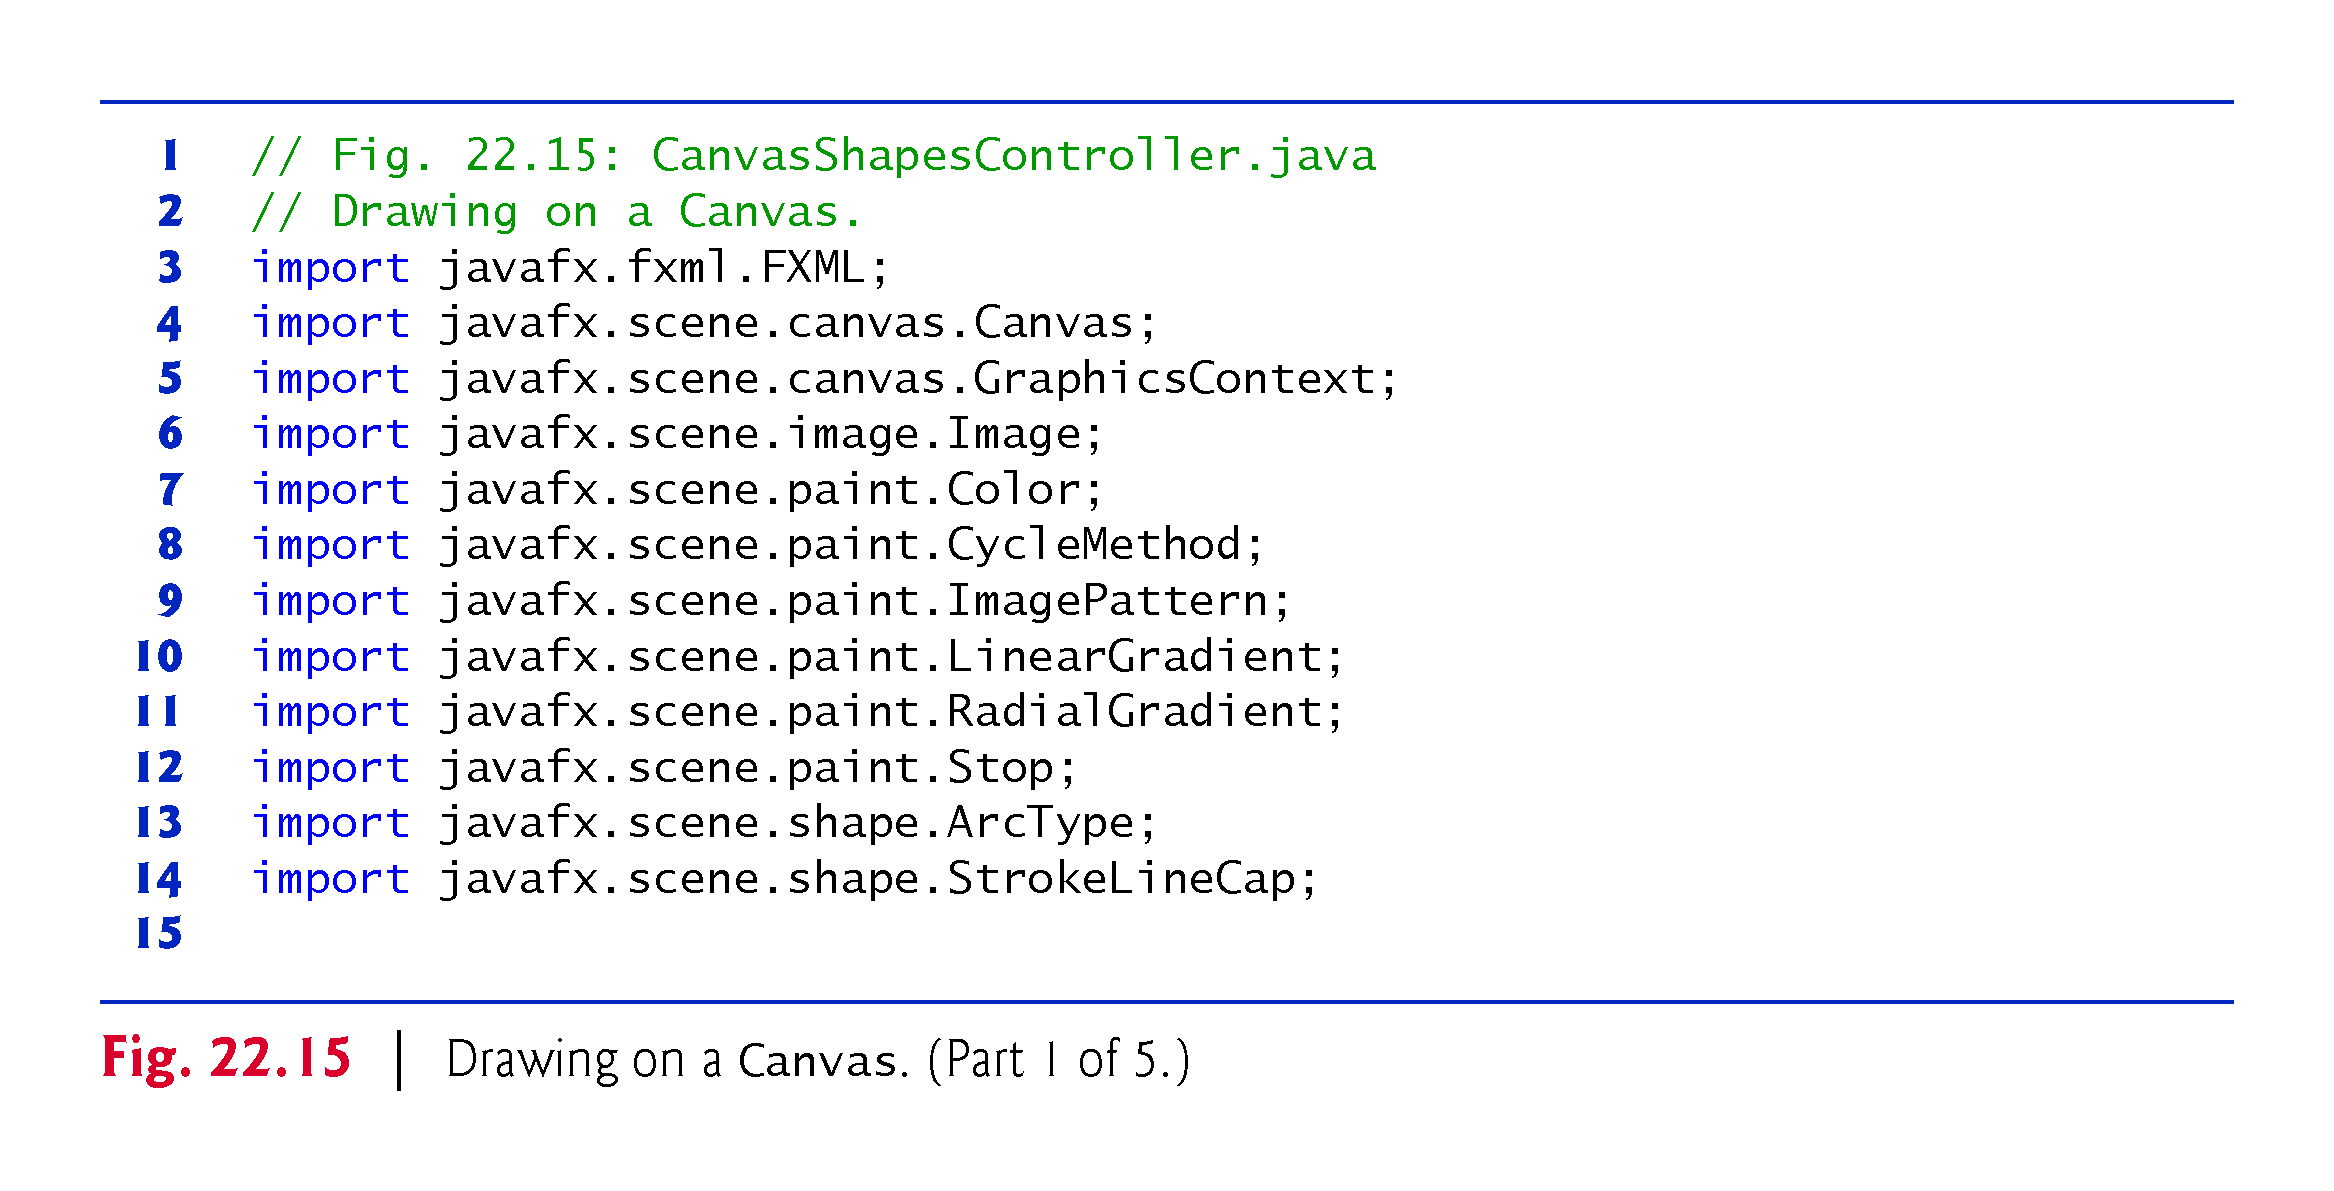 1 // Fig. 22.15: CanvasShapesController.java
2 // Drawing on a Canvas.
3 import javafx.fxml.FXML;
4 import javafx.scene.canvas.Canvas;
5 import javafx.scene.canvas.GraphicsContext;
6 import javafx.scene.image.Image;
7 import javafx.scene.paint.Color;
8 import javafx.scene.paint.CycleMethod;
9 import javafx.scene.paint.ImagePattern;
10 import javafx.scene.paint.LinearGradient;
11 import javafx.scene.paint.RadialGradient;
12 import javafx.scene.paint.Stop;
13 import javafx.scene.shape.ArcType;
14 import javafx.scene.shape.StrokeLineCap;
15
Fig. 22.15 | Drawing on a Canvas. (Part 1 of 5.)